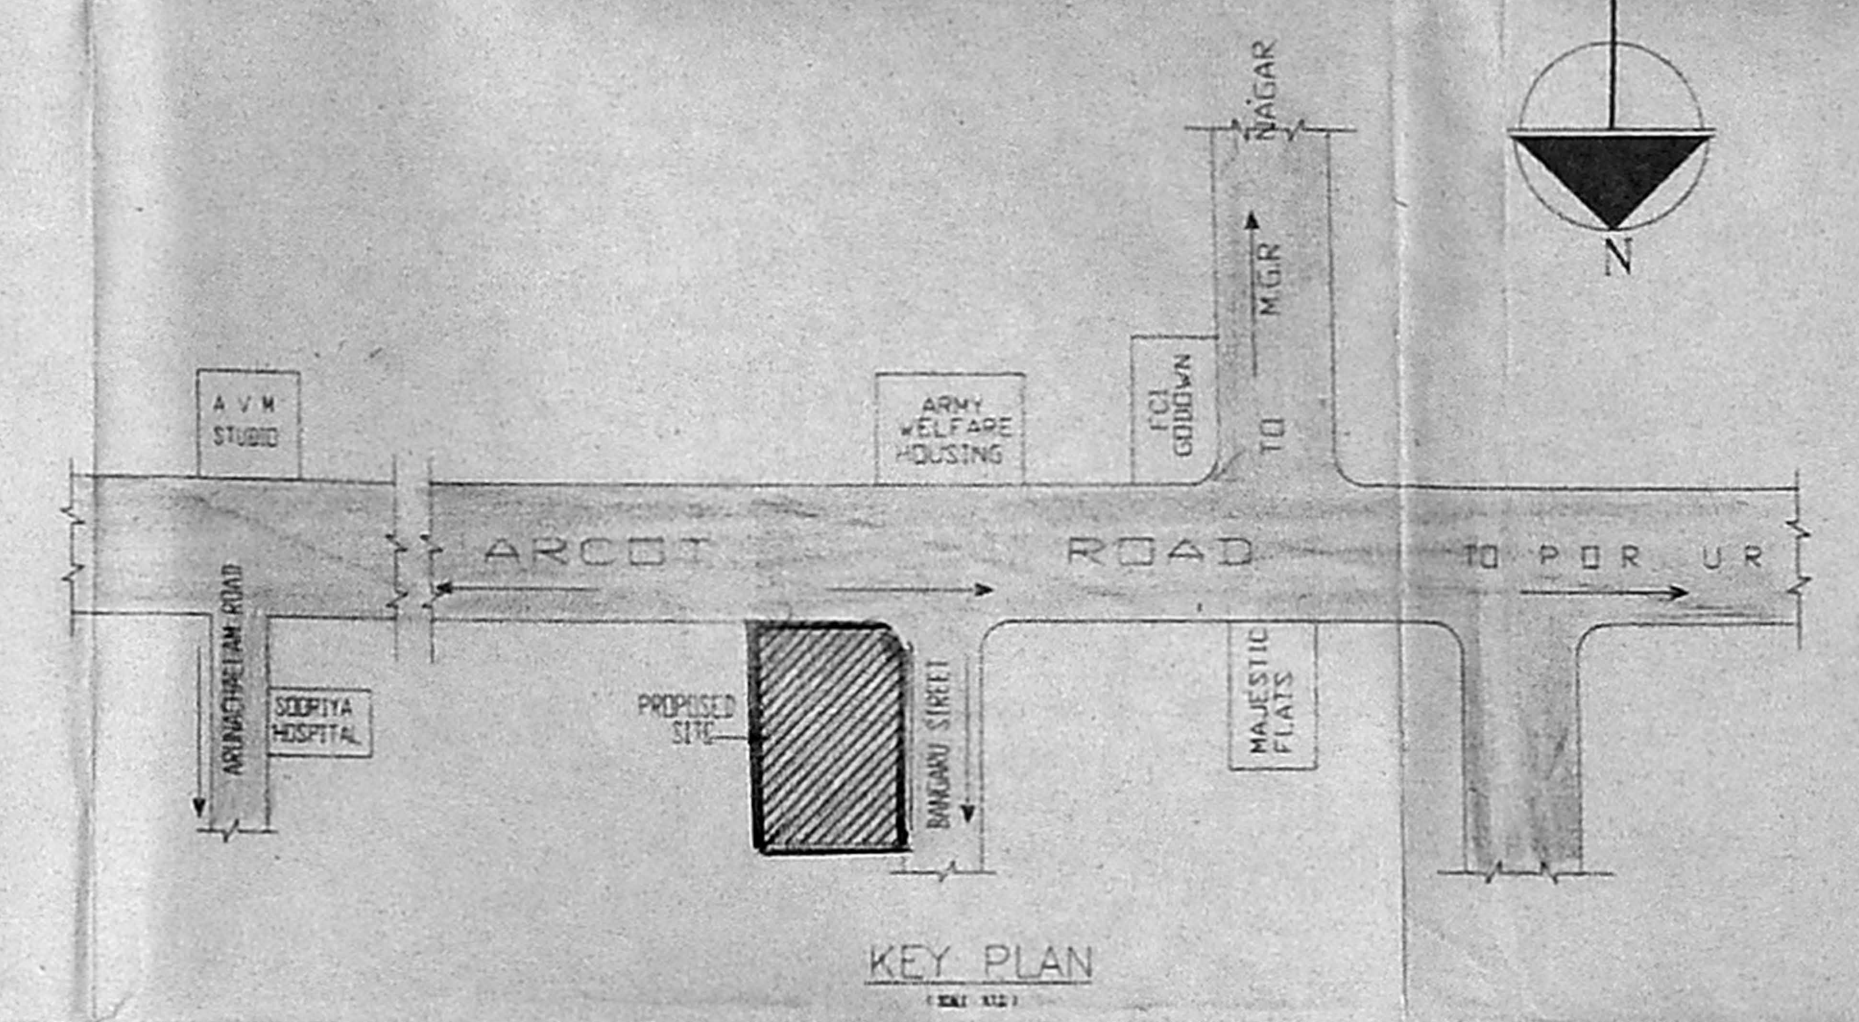 NAGAR
N
M.G.R
TO
A V M
STUDIO
ARMY
WELFARE
HOUSING
FCI
GODOWN
ARCOT ROAD
TO PORUR
ARUNACHAELAM ROAD
SOORIYA
HOSPITAL
PROPOSED
SITE
BANGARU STREET
MAJESTIC
FLATS
KEY PLAN